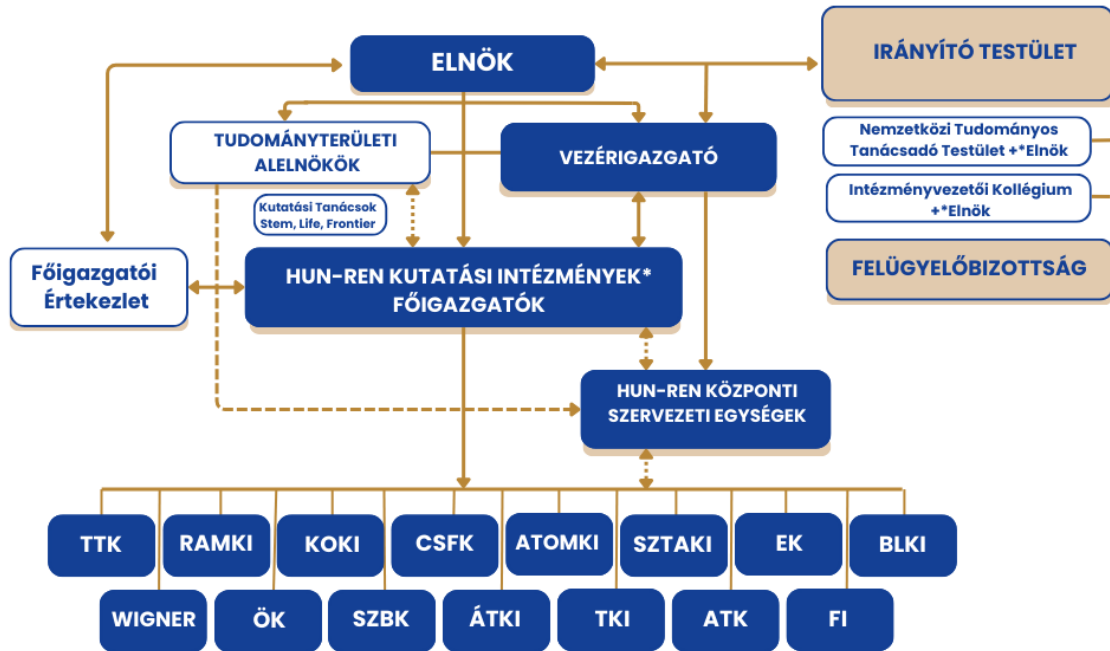 ELNÖK
IRÁNYÍTÓ TESTÜLET
TUDOMÁNYTERÜLETI
ALELNÖKÖK
VEZÉRIGAZGATÓ
Nemzetközi Tudományos
Tanácsadó Testület +*Elnök
Kutatási Tanácsok
Stem, Life, Frontier
Intézményvezetői Kollégium
+*Elnök
Főigazgatói
Értekezlet
HUN-REN KUTATÁSI INTÉZMÉNYEK*
FŐIGAZGATÓK
FELÜGYELŐBIZOTTSÁG
HUN-REN KÖZPONTI
SZERVEZETI EGYSÉGEK
TTK
RAMKI
KOKI
CSFK
ATOMKI
SZTAKI
EK
BLKI
WIGNER
ÖK
SZBK
ÁTKI
TKI
ATK
FI